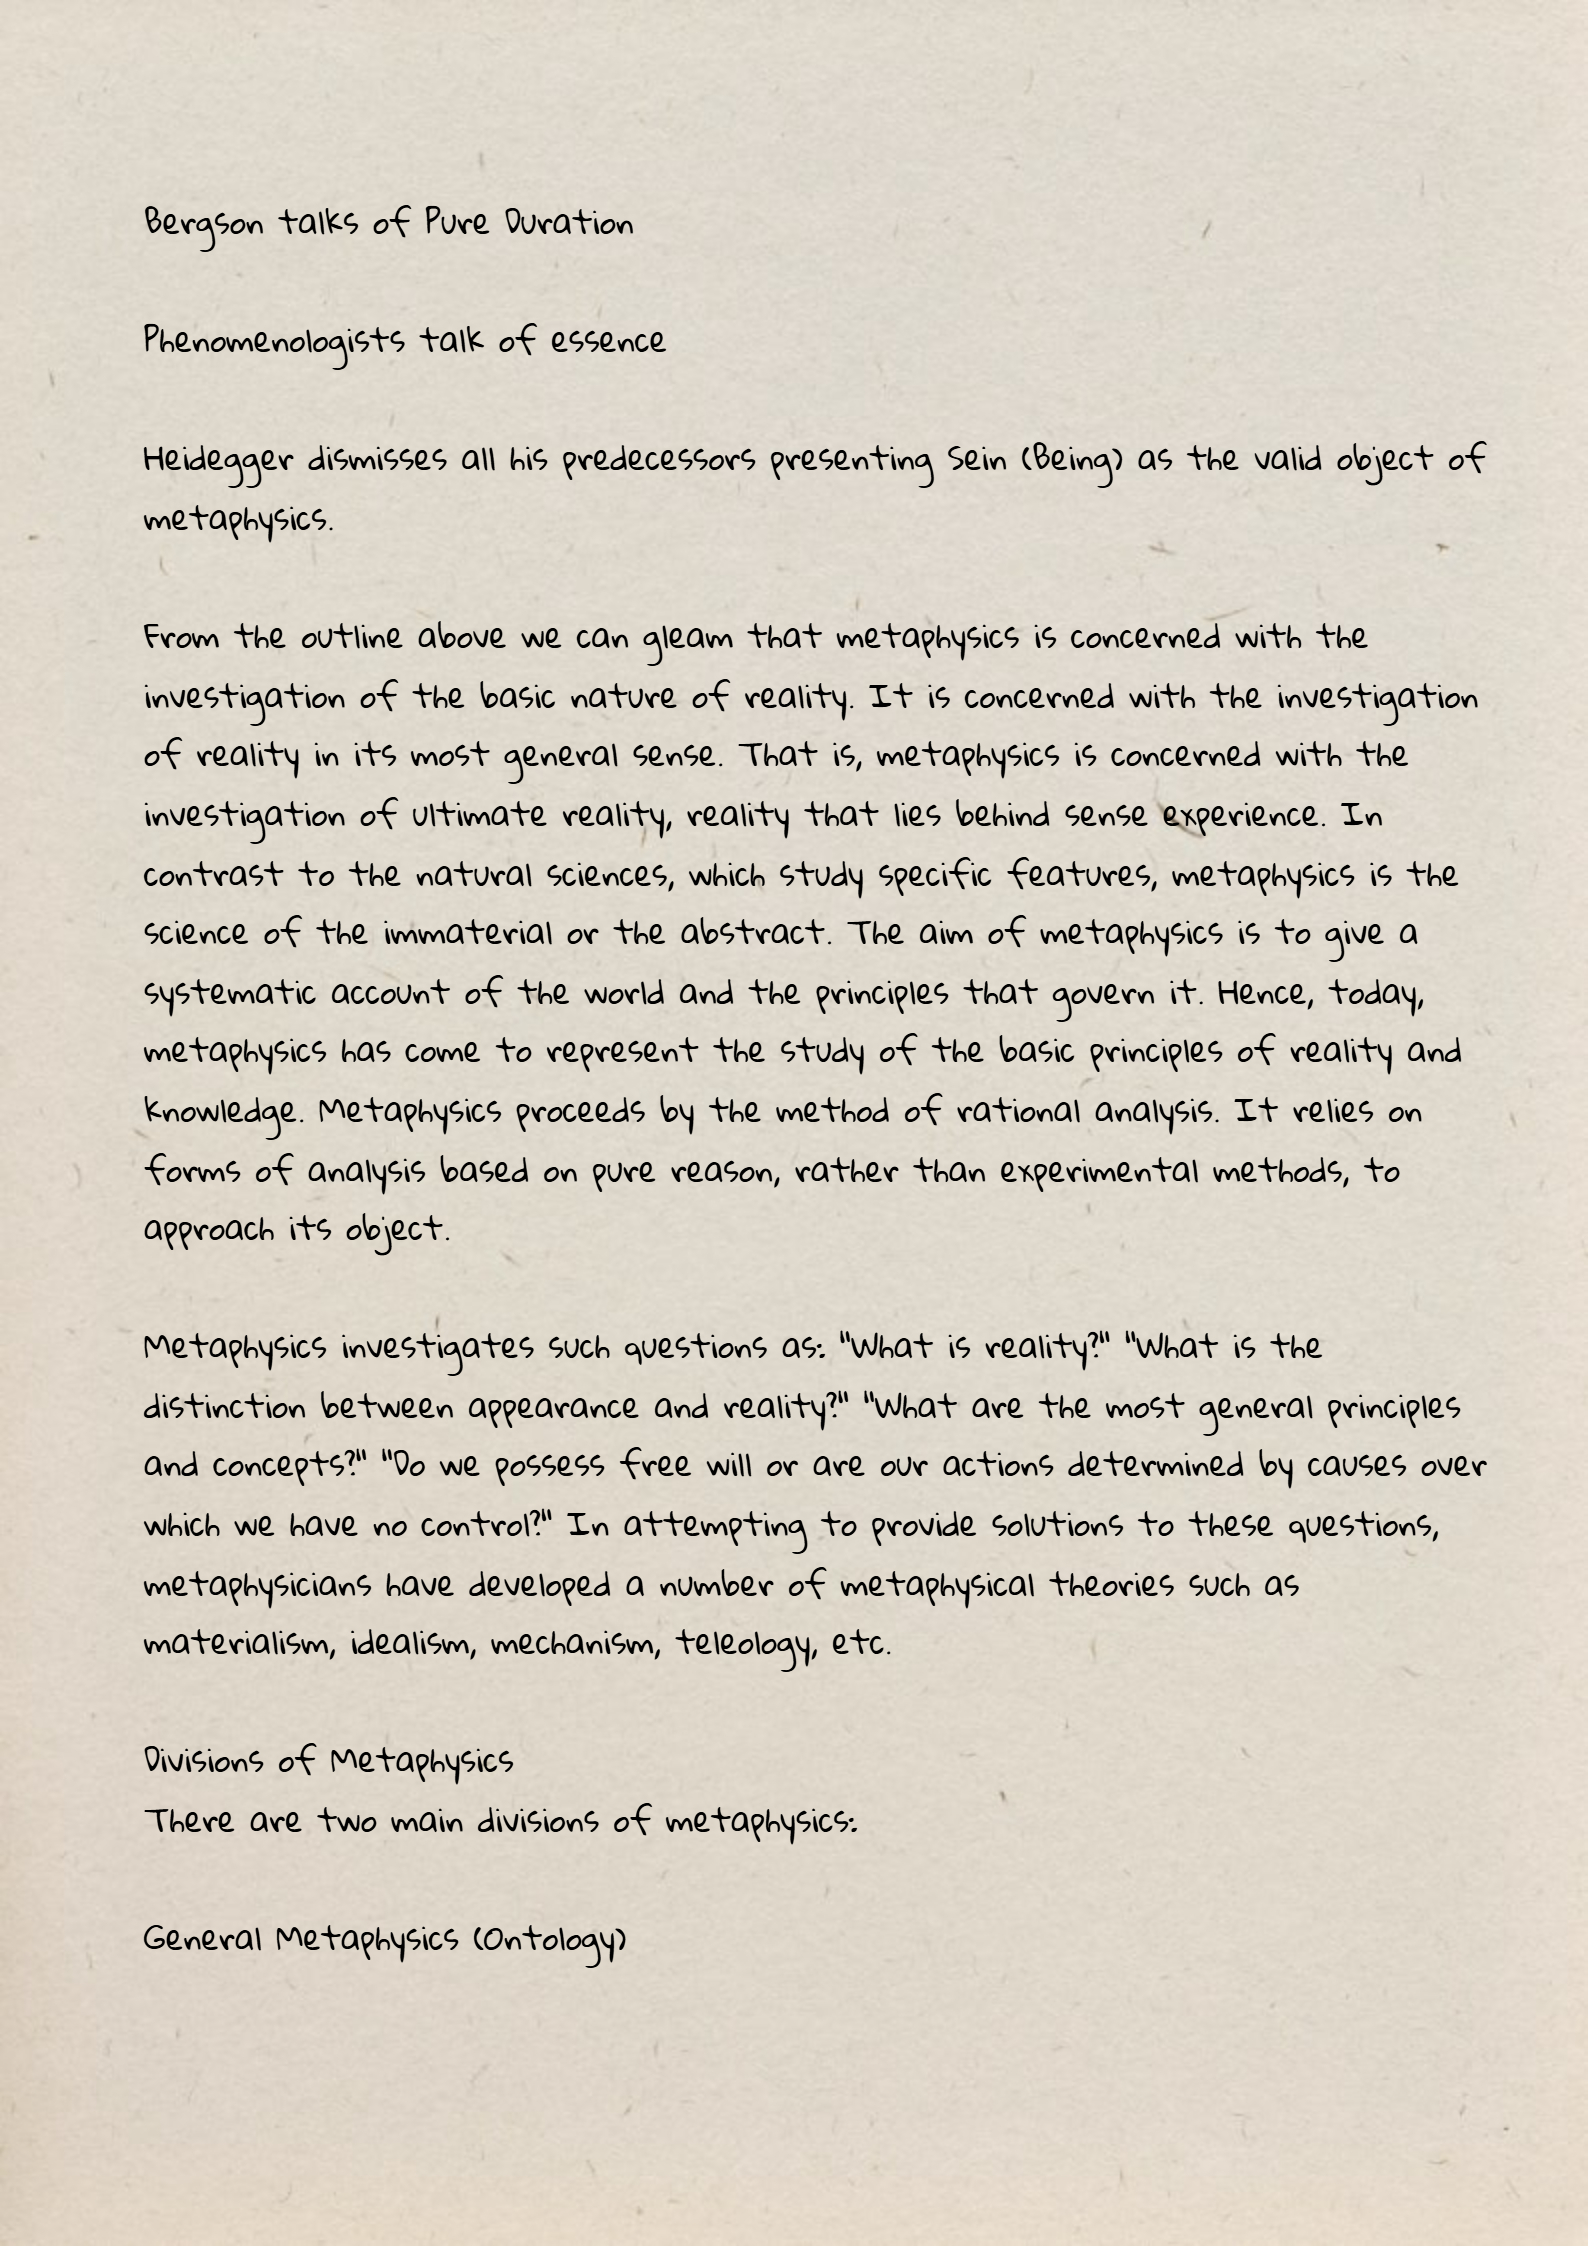 Bergson talks of Pure Duration
Phenomenologists talk of essence
Heidegger dismisses all his predecessors presenting Sein (Being) as the valid object of
metaphysics.
From the outline above we can gleam that metaphysics is concerned with the
investigation of the basic nature of reality. It is concerned with the investigation
of reality in its most general sense. That is, metaphysics is concerned with the
investigation of ultimate reality, reality that lies behind sense experience. In
contrast to the natural sciences, which study specific features, metaphysics is the
science of the immaterial or the abstract. The aim of metaphysics is to give a
systematic account of the world and the principles that govern it. Hence, today,
metaphysics has come to represent the study of the basic principles of reality and
knowledge. Metaphysics proceeds by the method of rational analysis. It relies on
forms of analysis based on pure reason, rather than experimental methods, to
approach its object.
Metaphysics investigates such questions as: "What is reality?" "What is the
distinction between appearance and reality?" "What are the most general principles
and concepts?" "Do we possess free will or are our actions determined by causes over
which we have no control?" In attempting to provide solutions to these questions,
metaphysicians have developed a number of metaphysical theories such as
materialism, idealism, mechanism, teleology, etc.
Divisions of Metaphysics
There are two main divisions of metaphysics:
General Metaphysics (Ontology)